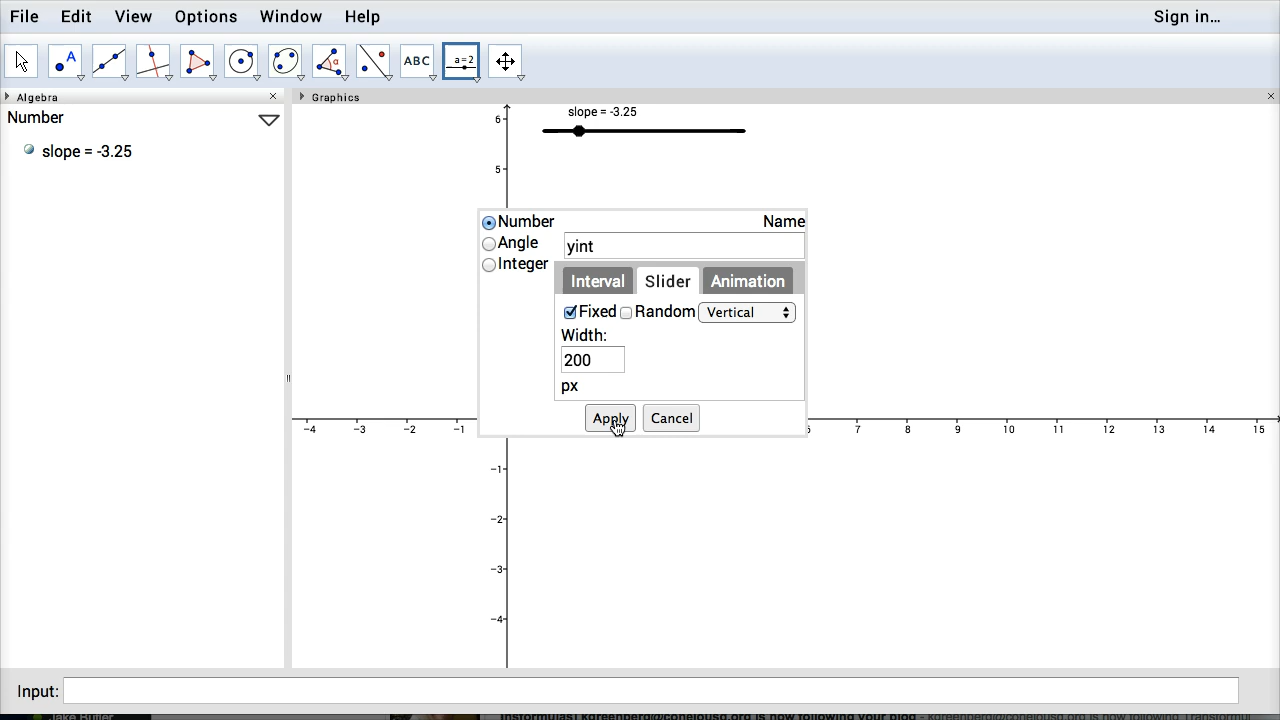 File Edit View Options Window Help Sign in...
ABC a=2
Algebra Graphics
Number
slope = -3.25
slope = -3.25
6
5
Number Name
Angle yint
Integer
Interval Slider Animation
Fixed Random Vertical
Width:
200
px
Apply Cancel
-4 -3 -2 -1 7 8 9 10 11 12 13 14 15
-1
-2
-3
-4
Input: